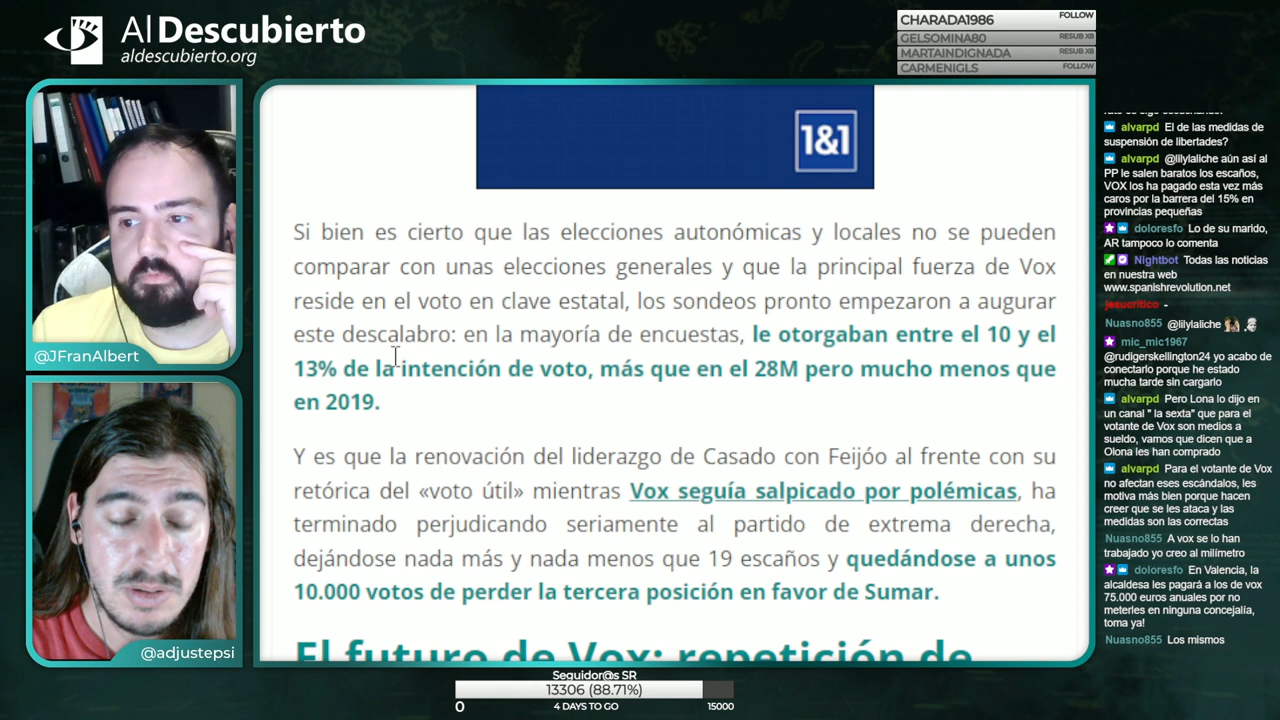 Al Descubierto
aldescubierto.org
CHARADA1986 FOLLOW
GELSOMINA80 RESUB X8
MARTAINDIGNADA RESUB X9
CARMENIGLS FOLLOW
@JFranAlbert
@adjustepsi
1&1
Si bien es cierto que las elecciones autonómicas y locales no se pueden
comparar con unas elecciones generales y que la principal fuerza de Vox
reside en el voto en clave estatal, los sondeos pronto empezaron a augurar
este descalabro: en la mayoría de encuestas, le otorgaban entre el 10 y el
13% de la intención de voto, más que en el 28M pero mucho menos que
en 2019.
Y es que la renovación del liderazgo de Casado con Feijóo al frente con su
retórica del «voto útil» mientras Vox seguía salpicado por polémicas, ha
terminado perjudicando seriamente al partido de extrema derecha,
dejándose nada más y nada menos que 19 escaños y quedándose a unos
10.000 votos de perder la tercera posición en favor de Sumar.
El futuro de Vox: repetición de
alvarpd El de las medidas de
suspensión de libertades?
alvarpd @lilylaliche aún así al
PP le salen baratos los escaños,
VOX los ha pagado esta vez más
caros por la barrera del 15% en
provincias pequeñas
doloresfo Lo de su marido,
AR tampoco lo comenta
Nightbot Todas las noticias
en nuestra web
www.spanishrevolution.net
jesucritico -
Nuasno855 @lilylaliche
mic_mic1967
@rudigerskellington24 yo acabo de
conectarlo porque he estado
mucha tarde sin cargarlo
alvarpd Pero Lona lo dijo en
un canal " la sexta" que para el
votante de Vox son medios a
sueldo, vamos que dicen que a
Olona les han comprado
alvarpd Para el votante de Vox
no afectan eses escándalos, les
motiva más bien porque hacen
creer que se les ataca y las
medidas son las correctas
Nuasno855 A vox se lo han
trabajado yo creo al milímetro
doloresfo En Valencia, la
alcaldesa les pagará a los de vox
75.000 euros anuales por no
meterles en ninguna concejalía,
toma ya!
Nuasno855 Los mismos
Seguidor@s SR
13306 (88.71%)
0 4 DAYS TO GO 15000